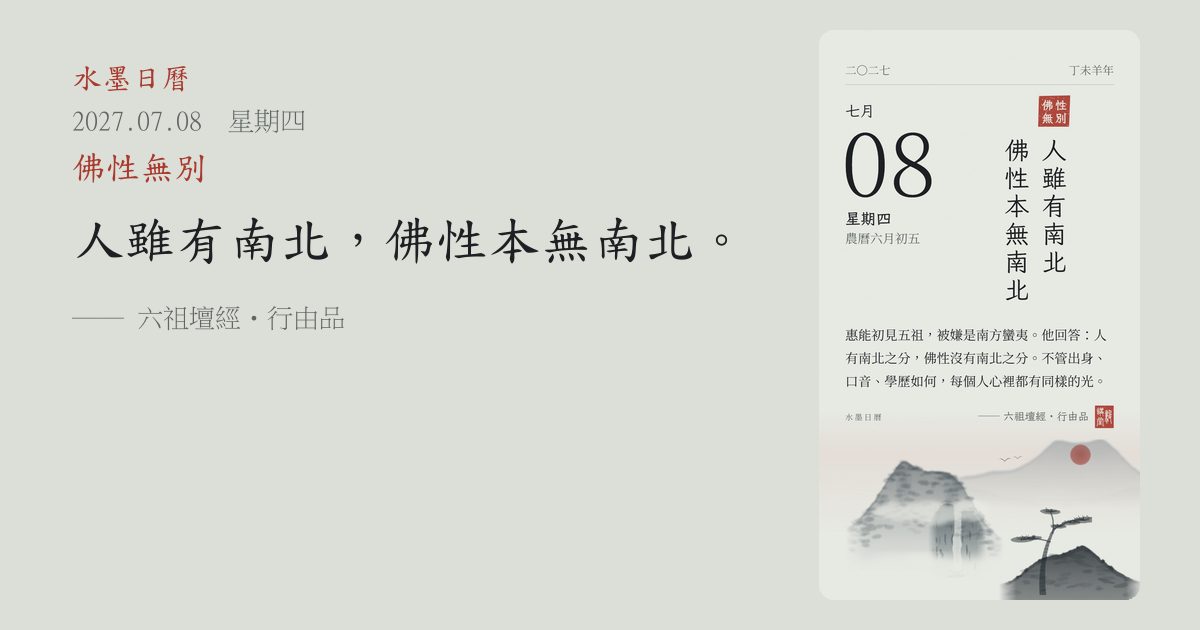 水墨日曆
2027.07.08 星期四
佛性無別
人雖有南北，佛性本無南北。
—— 六祖壇經・行由品
二〇二七
丁未羊年
七月
08
星期四
農曆六月初五
佛性
無別
人雖有南北
佛性本無南北
惠能初見五祖，被嫌是南方蠻夷。他回答：人
有南北之分，佛性沒有南北之分。不管出身、
口音、學歷如何，每個人心裡都有同樣的光。
水墨日曆
—— 六祖壇經・行由品